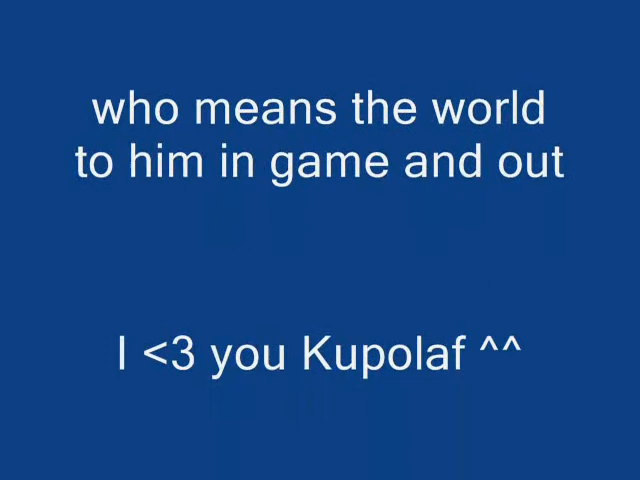 who means the world
to him in game and out
I <3 you Kupolaf ^^